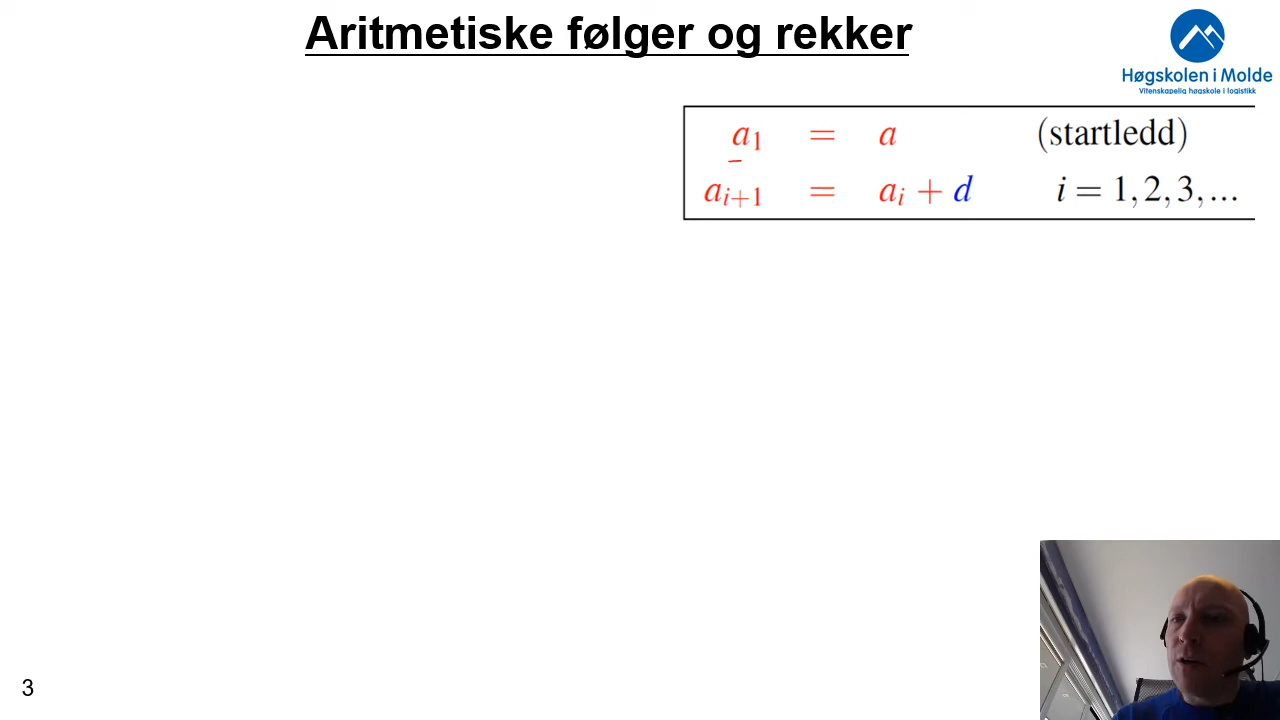 Aritmetiske følger og rekker
Høgskolen i Molde
Vitenskapelig høgskole i logistikk
a₁ = a (startledd)
aᵢ₊₁ = aᵢ + d i = 1, 2, 3, ...
3